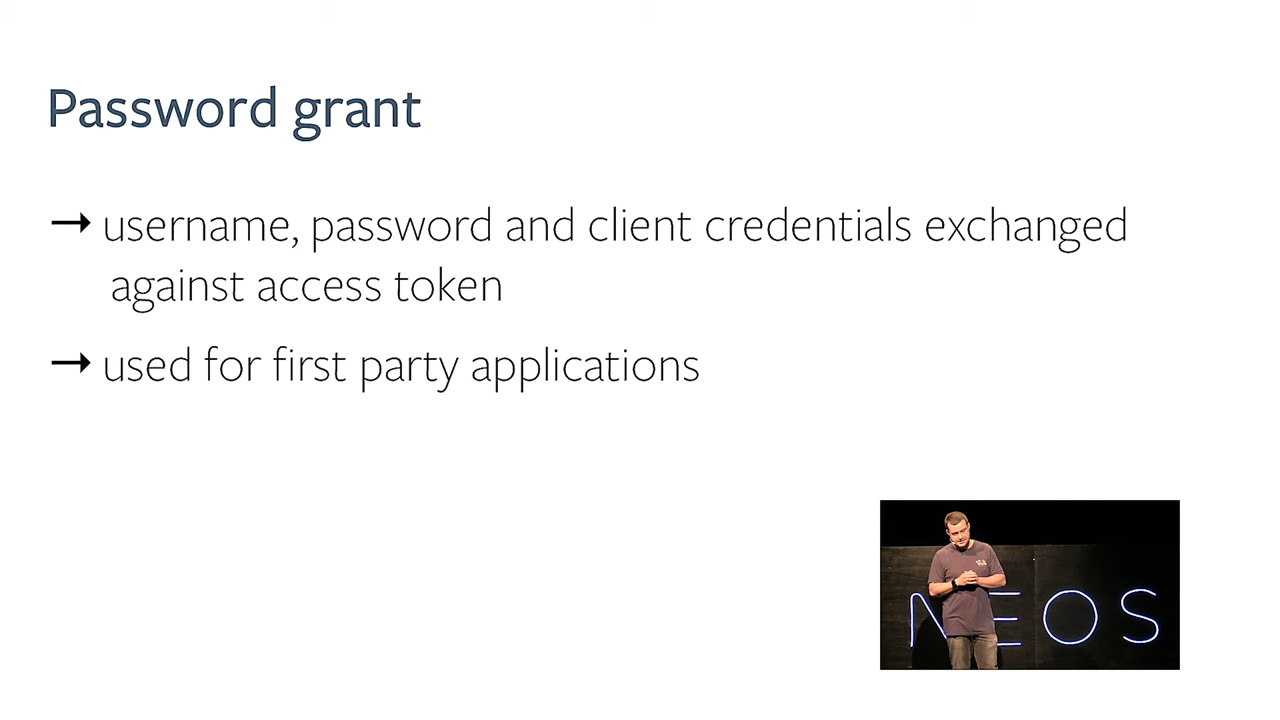 Password grant
→ username, password and client credentials exchanged
against access token
→ used for first party applications
NEOS